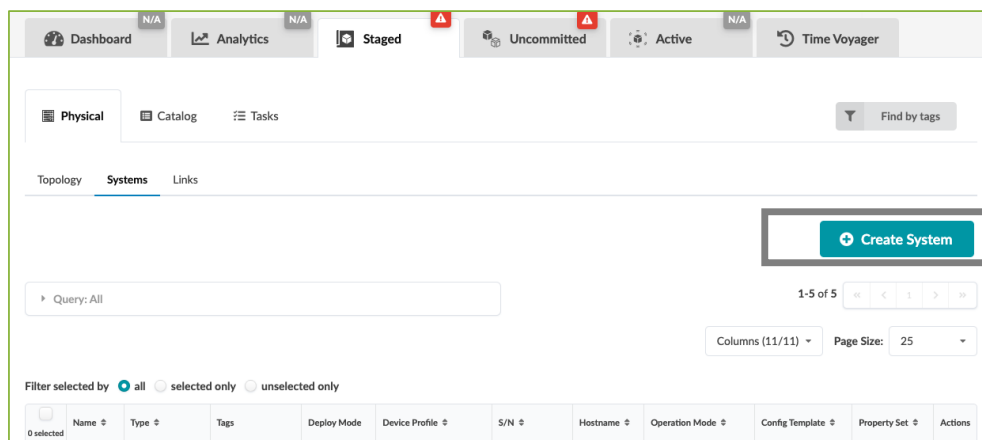 N/A N/A N/A
Dashboard Analytics Staged Uncommitted Active Time Voyager
Physical Catalog Tasks Find by tags
Topology Systems Links
Create System
Query: All 1-5 of 5 « < 1 > »
Columns (11/11) Page Size: 25
Filter selected by all selected only unselected only
Name Type Tags Deploy Mode Device Profile S/N Hostname Operation Mode Config Template Property Set Actions
0 selected